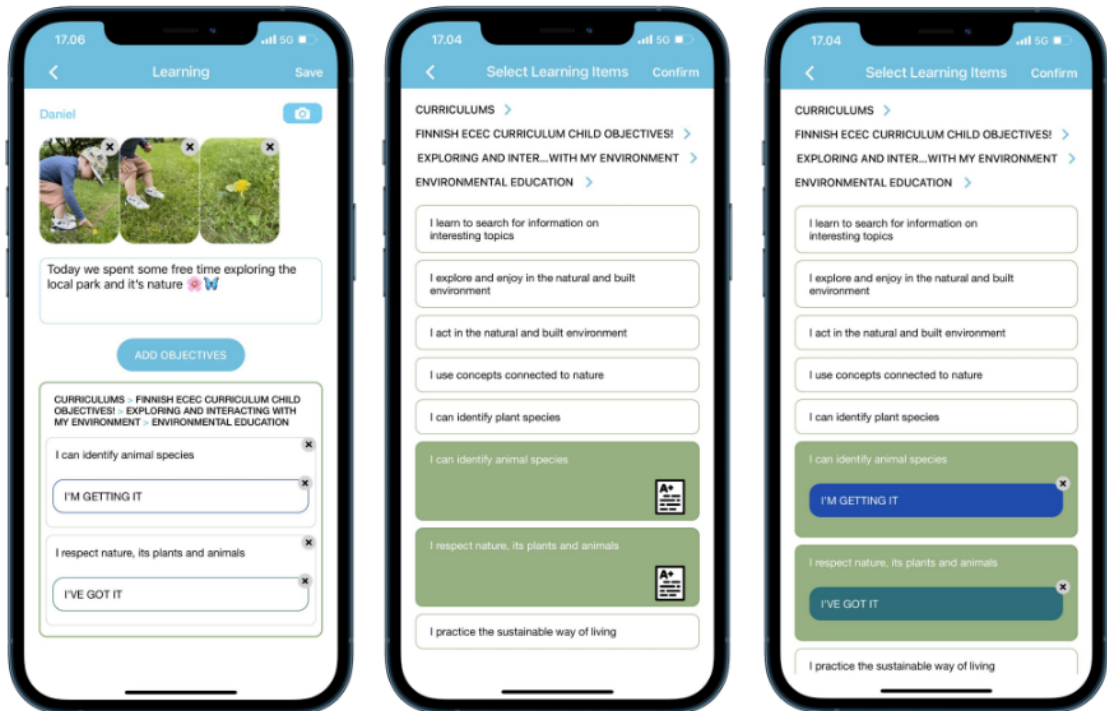 17.06
5G
Learning
Save
Daniel
Today we spent some free time exploring the
local park and it's nature 🌸🦋
ADD OBJECTIVES
CURRICULUMS > FINNISH ECEC CURRICULUM CHILD
OBJECTIVES! > EXPLORING AND INTERACTING WITH
MY ENVIRONMENT > ENVIRONMENTAL EDUCATION
I can identify animal species
I'M GETTING IT
I respect nature, its plants and animals
I'VE GOT IT
17.04
5G
Select Learning Items
Confirm
CURRICULUMS >
FINNISH ECEC CURRICULUM CHILD OBJECTIVES! >
EXPLORING AND INTER...WITH MY ENVIRONMENT >
ENVIRONMENTAL EDUCATION >
I learn to search for information on
interesting topics
I explore and enjoy in the natural and built
environment
I act in the natural and built environment
I use concepts connected to nature
I can identify plant species
I can identify animal species
A+
I respect nature, its plants and animals
A+
I practice the sustainable way of living
17.04
5G
Select Learning Items
Confirm
CURRICULUMS >
FINNISH ECEC CURRICULUM CHILD OBJECTIVES! >
EXPLORING AND INTER...WITH MY ENVIRONMENT >
ENVIRONMENTAL EDUCATION >
I learn to search for information on
interesting topics
I explore and enjoy in the natural and built
environment
I act in the natural and built environment
I use concepts connected to nature
I can identify plant species
I can identify animal species
I'M GETTING IT
I respect nature, its plants and animals
I'VE GOT IT
I practice the sustainable way of living